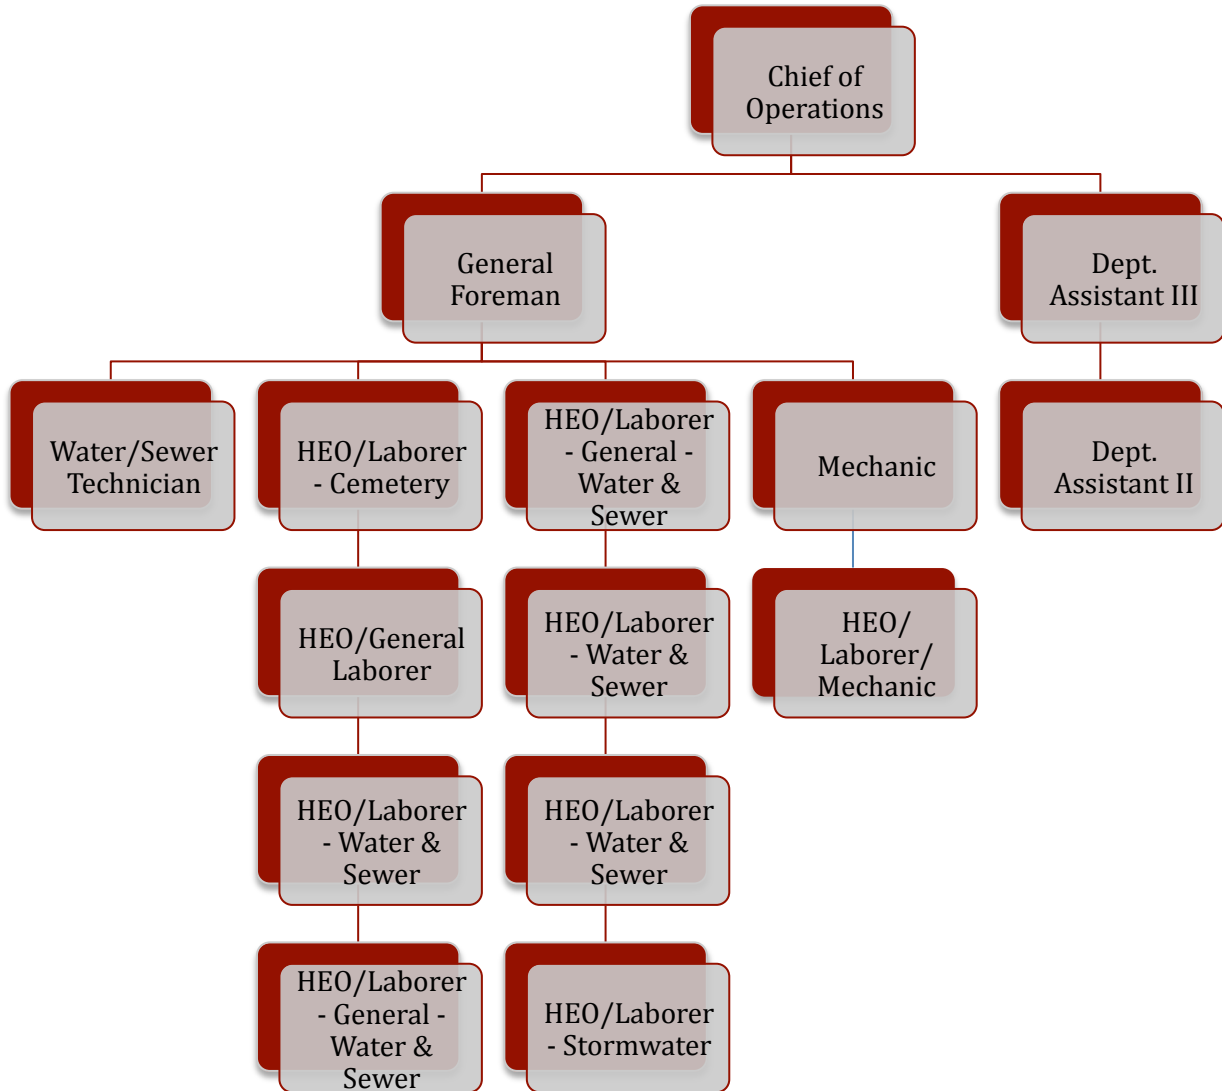 Chief of
Operations
General
Foreman
Dept.
Assistant III
Water/Sewer
Technician
HEO/Laborer
- Cemetery
HEO/Laborer
- General -
Water &
Sewer
Mechanic
Dept.
Assistant II
HEO/General
Laborer
HEO/Laborer
- Water &
Sewer
HEO/
Laborer/
Mechanic
HEO/Laborer
- Water &
Sewer
HEO/Laborer
- Water &
Sewer
HEO/Laborer
- General -
Water &
Sewer
HEO/Laborer
- Stormwater